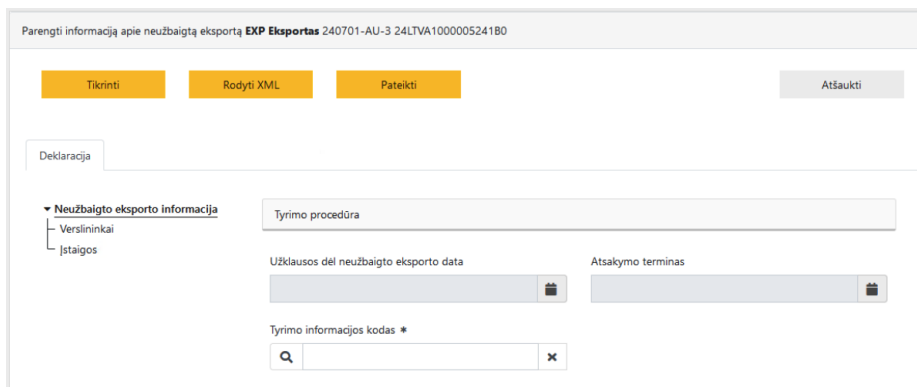 Parengti informaciją apie neužbaigtą eksportą EXP Eksportas 240701-AU-3 24LTVA1000005241B0
Tikrinti Rodyti XML Pateikti Atšaukti
Deklaracija
Neužbaigto eksporto informacija
Verslininkai
Įstaigos
Tyrimo procedūra
Užklausos dėl neužbaigto eksporto data Atsakymo terminas
Tyrimo informacijos kodas *